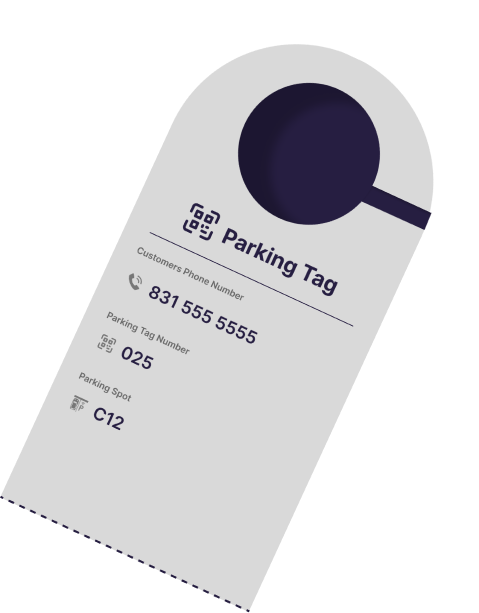 Parking Tag
Customers Phone Number
831 555 5555
Parking Tag Number
025
Parking Spot
C12